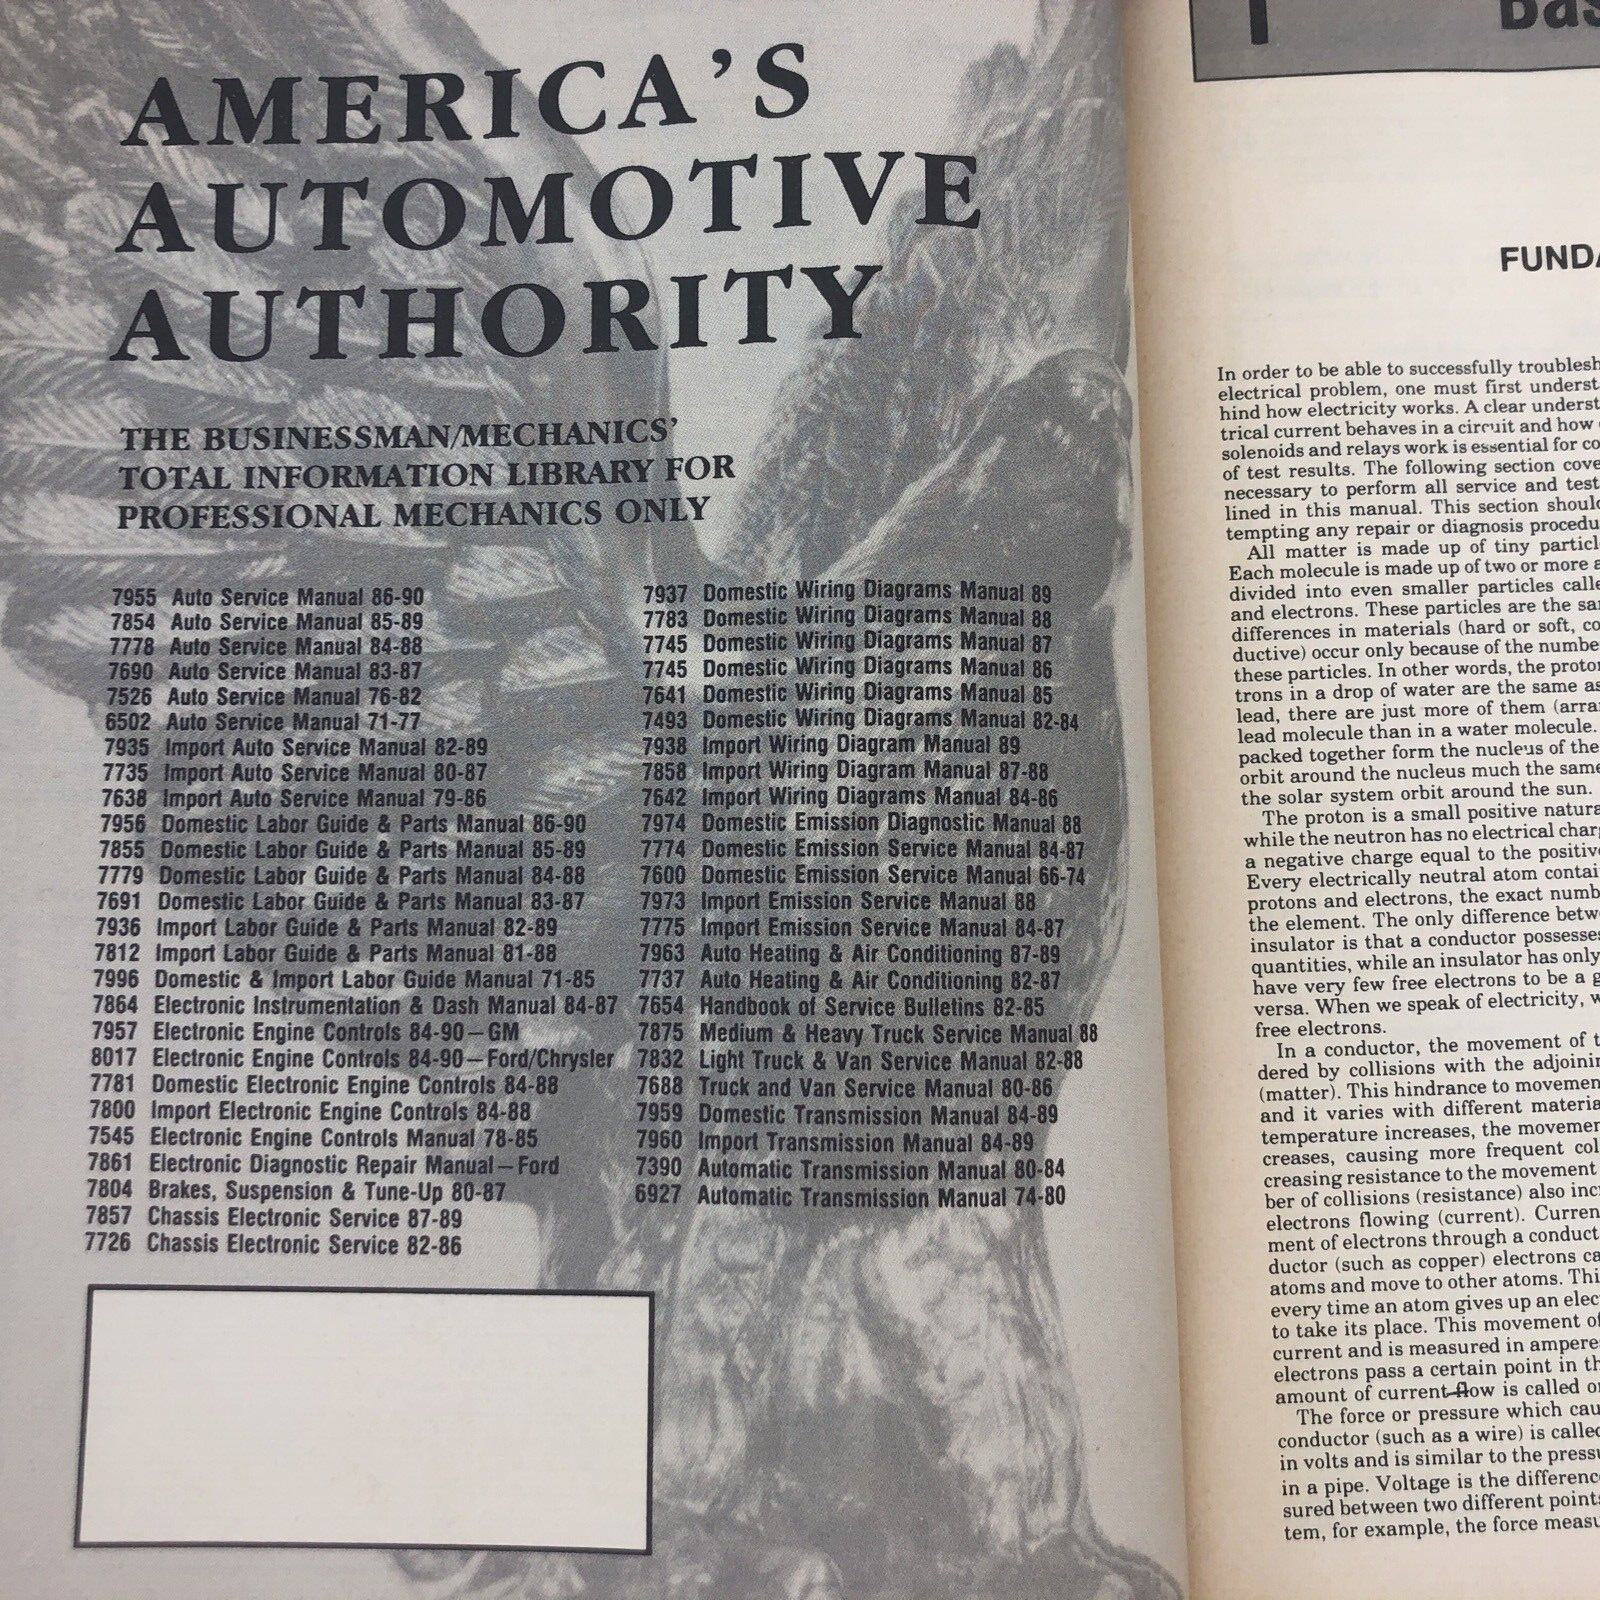 AMERICA'S
AUTOMOTIVE
AUTHORITY
THE BUSINESSMAN/MECHANICS'
TOTAL INFORMATION LIBRARY FOR
PROFESSIONAL MECHANICS ONLY
7955 Auto Service Manual 86-90
7854 Auto Service Manual 85-89
7778 Auto Service Manual 84-88
7690 Auto Service Manual 83-87
7526 Auto Service Manual 76-82
6502 Auto Service Manual 71-77
7935 Import Auto Service Manual 82-89
7735 Import Auto Service Manual 80-87
7638 Import Auto Service Manual 79-86
7956 Domestic Labor Guide & Parts Manual 86-90
7855 Domestic Labor Guide & Parts Manual 85-89
7779 Domestic Labor Guide & Parts Manual 84-88
7691 Domestic Labor Guide & Parts Manual 83-87
7936 Import Labor Guide & Parts Manual 82-89
7812 Import Labor Guide & Parts Manual 81-88
7996 Domestic & Import Labor Guide Manual 71-85
7864 Electronic Instrumentation & Dash Manual 84-87
7957 Electronic Engine Controls 84-90—GM
8017 Electronic Engine Controls 84-90—Ford/Chrysler
7781 Domestic Electronic Engine Controls 84-88
7800 Import Electronic Engine Controls 84-88
7545 Electronic Engine Controls Manual 78-85
7861 Electronic Diagnostic Repair Manual—Ford
7804 Brakes, Suspension & Tune-Up 80-87
7857 Chassis Electronic Service 87-89
7726 Chassis Electronic Service 82-86
7937 Domestic Wiring Diagrams Manual 89
7783 Domestic Wiring Diagrams Manual 88
7745 Domestic Wiring Diagrams Manual 87
7745 Domestic Wiring Diagrams Manual 86
7641 Domestic Wiring Diagrams Manual 85
7493 Domestic Wiring Diagrams Manual 82-84
7938 Import Wiring Diagram Manual 89
7858 Import Wiring Diagram Manual 87-88
7642 Import Wiring Diagrams Manual 84-86
7974 Domestic Emission Diagnostic Manual 88
7774 Domestic Emission Service Manual 84-87
7600 Domestic Emission Service Manual 66-74
7973 Import Emission Service Manual 88
7775 Import Emission Service Manual 84-87
7963 Auto Heating & Air Conditioning 87-89
7737 Auto Heating & Air Conditioning 82-87
7654 Handbook of Service Bulletins 82-85
7875 Medium & Heavy Truck Service Manual 88
7832 Light Truck & Van Service Manual 82-88
7688 Truck and Van Service Manual 80-86
7959 Domestic Transmission Manual 84-89
7960 Import Transmission Manual 84-89
7390 Automatic Transmission Manual 80-84
6927 Automatic Transmission Manual 74-80
1 Bas
FUNDA
In order to be able to successfully troublesh
electrical problem, one must first underst
hind how electricity works. A clear underst
trical current behaves in a circuit and how
solenoids and relays work is essential for co
of test results. The following section cove
necessary to perform all service and test
lined in this manual. This section should
tempting any repair or diagnosis procedu
All matter is made up of tiny particl
Each molecule is made up of two or more a
divided into even smaller particles calle
and electrons. These particles are the sa
differences in materials (hard or soft, co
ductive) occur only because of the number
these particles. In other words, the proto
trons in a drop of water are the same as
lead, there are just more of them (arra
lead molecule than in a water molecule.
packed together form the nucleus of the
orbit around the nucleus much the same
the solar system orbit around the sun.
The proton is a small positive natura
while the neutron has no electrical charg
a negative charge equal to the positive
Every electrically neutral atom contai
protons and electrons, the exact numb
the element. The only difference betwe
insulator is that a conductor possesses
quantities, while an insulator has only
have very few free electrons to be a g
versa. When we speak of electricity, w
free electrons.
In a conductor, the movement of t
dered by collisions with the adjoinin
(matter). This hindrance to movemen
and it varies with different materia
temperature increases, the movemen
creases, causing more frequent col
creasing resistance to the movement
ber of collisions (resistance) also incr
electrons flowing (current). Curren
ment of electrons through a conduct
ductor (such as copper) electrons ca
atoms and move to other atoms. Thi
every time an atom gives up an elec
to take its place. This movement of
current and is measured in ampere
electrons pass a certain point in th
amount of current flow is called o
The force or pressure which cau
conductor (such as a wire) is calle
in volts and is similar to the press
in a pipe. Voltage is the difference
sured between two different points
tem, for example, the force measu